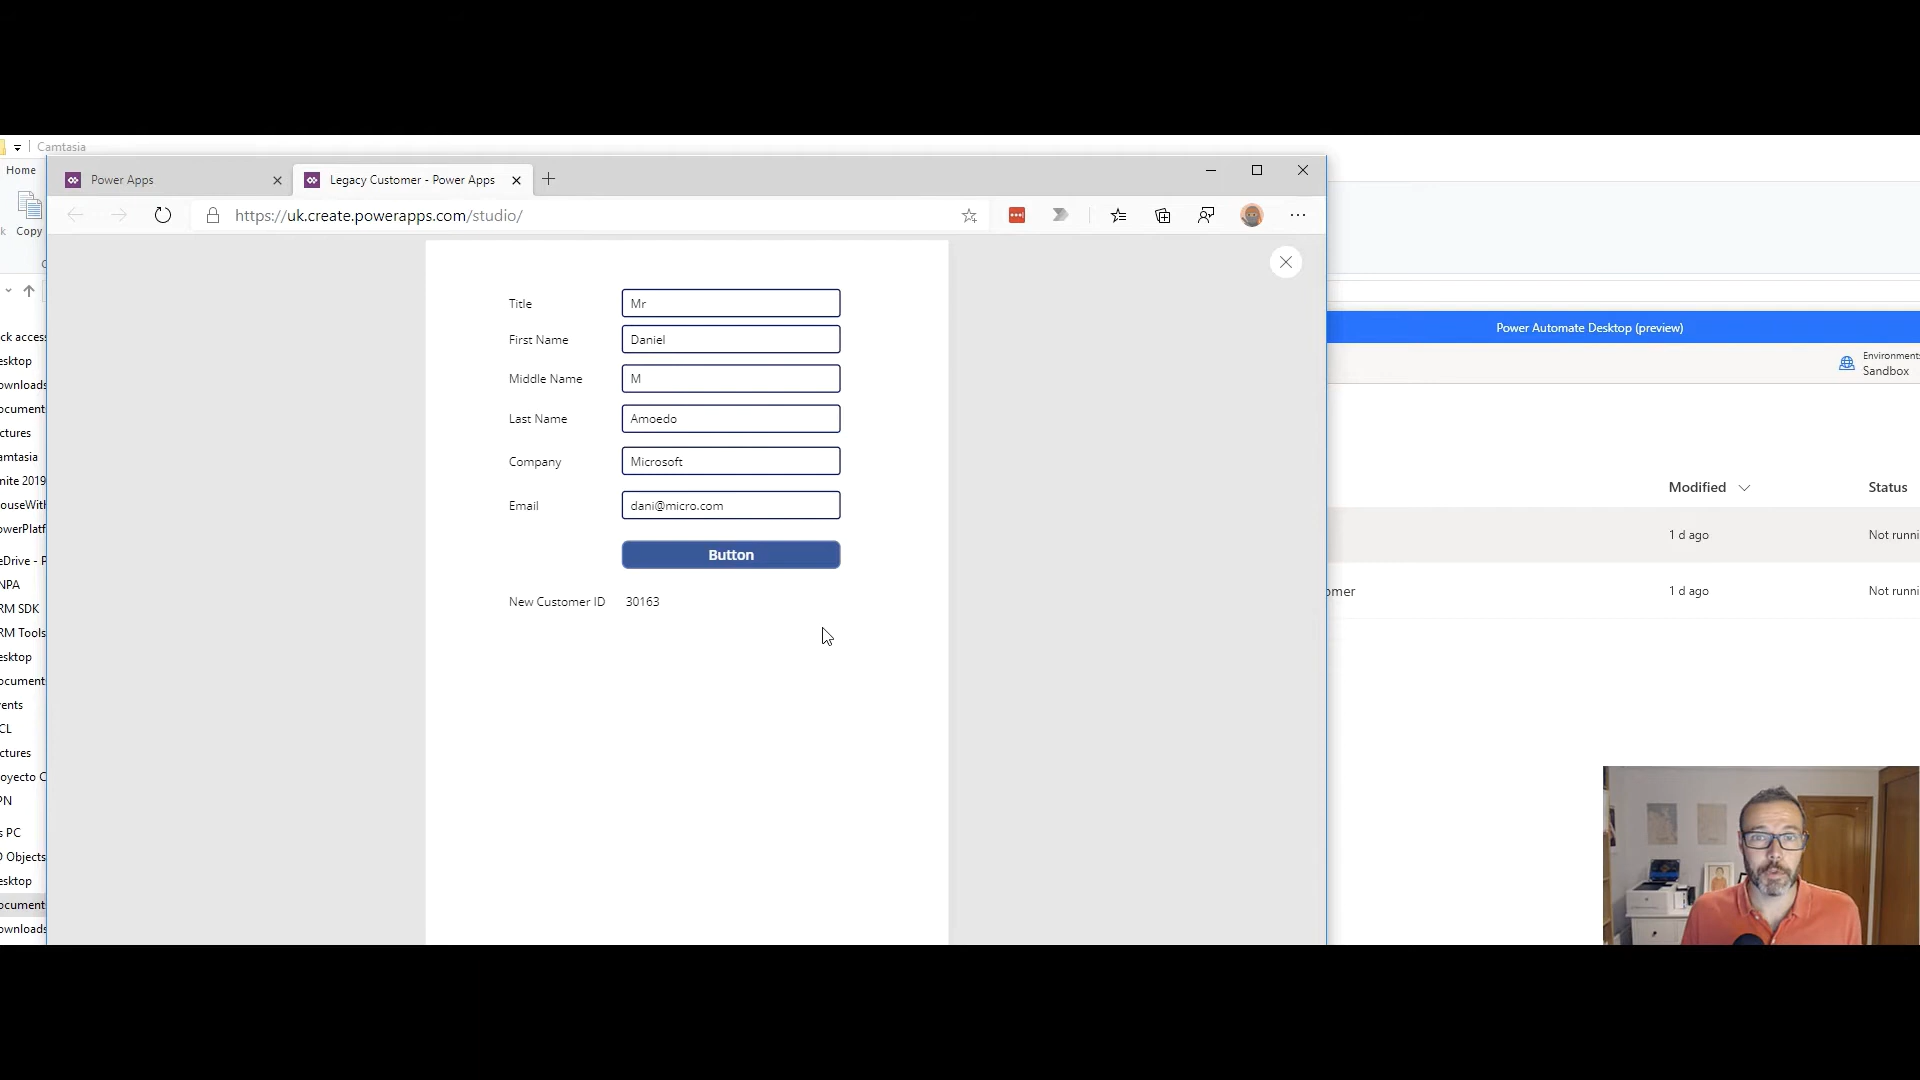 Camtasia
Home
Copy
Power Apps
Legacy Customer - Power Apps
https://uk.create.powerapps.com/studio/
Title
Mr
First Name
Daniel
Middle Name
M
Last Name
Amoedo
Company
Microsoft
Email
dani@micro.com
Button
New Customer ID
30163
Power Automate Desktop (preview)
Environment
Sandbox
Modified
Status
1 d ago
Not runni
omer
1 d ago
Not runni
ck access
esktop
ownloads
ocument
ctures
amtasia
nite 2019
ouseWith
owerPlatf
eDrive - P
NPA
RM SDK
RM Tools
esktop
ocument
vents
CL
ctures
royecto C
PN
s PC
D Objects
esktop
ocument
ownloads